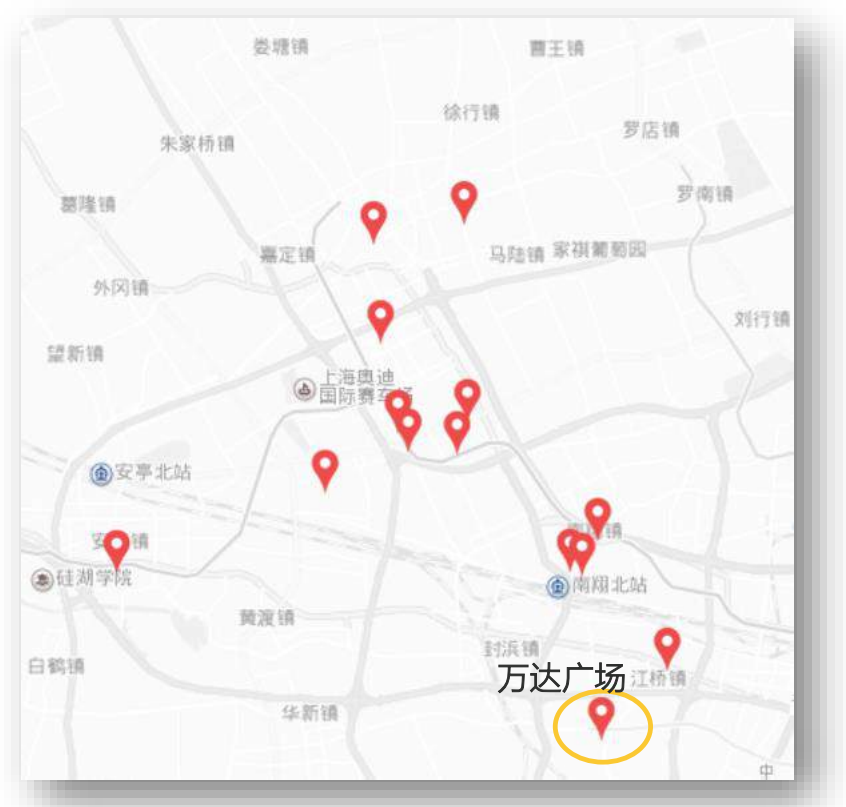 娄塘镇
曹王镇
徐行镇
罗店镇
朱家桥镇
罗南镇
葛隆镇
嘉定镇
马陆镇
家祺葡萄园
外冈镇
刘行镇
望新镇
上海奥迪
国际赛车场
安亭北站
硅湖学院
南翔北站
黄渡镇
封浜镇
白鹤镇
万达广场
江桥镇
华新镇
中